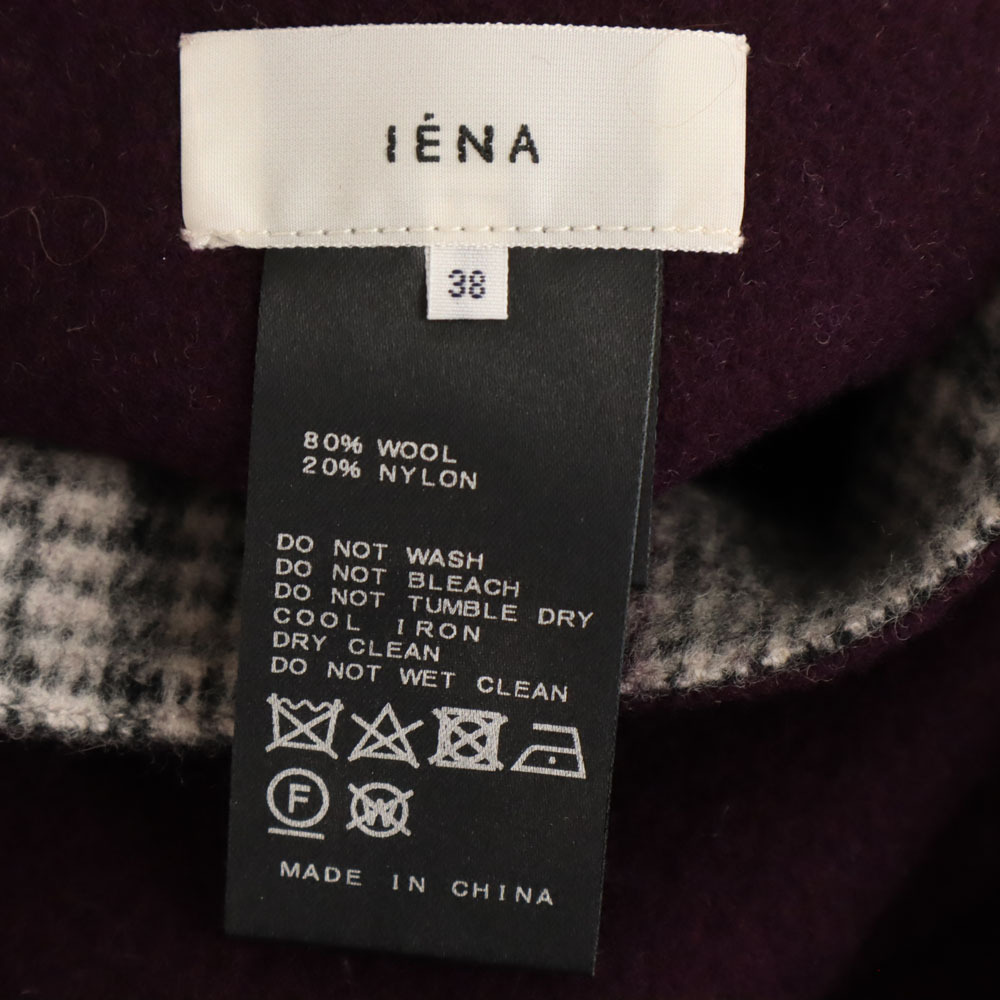 IÉNA
38
80% WOOL
20% NYLON
DO NOT WASH
DO NOT BLEACH
DO NOT TUMBLE DRY
COOL IRON
DRY CLEAN
DO NOT WET CLEAN
F W
MADE IN CHINA